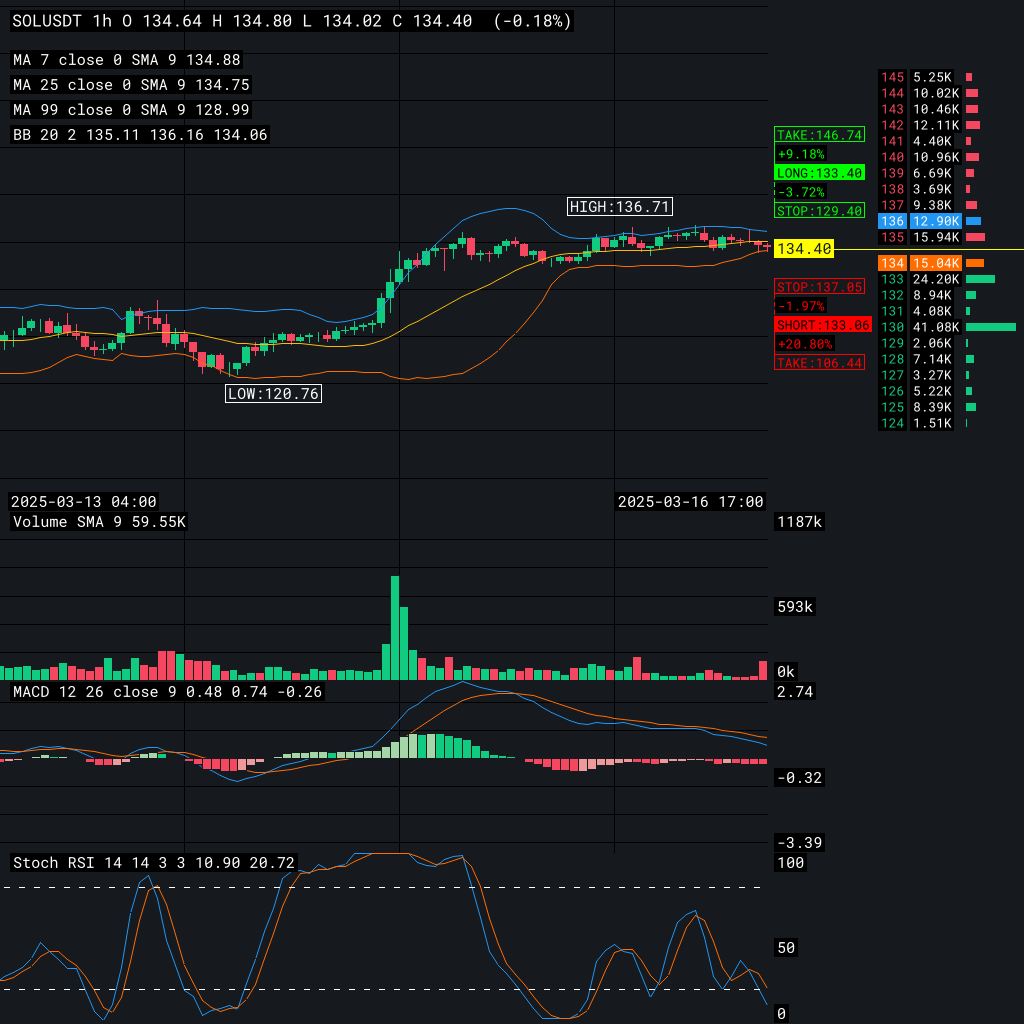 SOLUSDT 1h O 134.64 H 134.80 L 134.02 C 134.40 (-0.18%)
MA 7 close 0 SMA 9 134.88
MA 25 close 0 SMA 9 134.75
MA 99 close 0 SMA 9 128.99
BB 20 2 135.11 136.16 134.06
HIGH:136.71
LOW:120.76
TAKE:146.74
+9.18%
LONG:133.40
-3.72%
STOP:129.40
134.40
STOP:137.05
-1.97%
SHORT:133.06
+20.80%
TAKE:106.44
145 5.25K
144 10.02K
143 10.46K
142 12.11K
141 4.40K
140 10.96K
139 6.69K
138 3.69K
137 9.38K
136 12.90K
135 15.94K
134 15.04K
133 24.20K
132 8.94K
131 4.08K
130 41.08K
129 2.06K
128 7.14K
127 3.27K
126 5.22K
125 8.39K
124 1.51K
2025-03-13 04:00
2025-03-16 17:00
Volume SMA 9 59.55K
1187k
593k
0k
MACD 12 26 close 9 0.48 0.74 -0.26
2.74
-0.32
-3.39
Stoch RSI 14 14 3 3 10.90 20.72
100
50
0